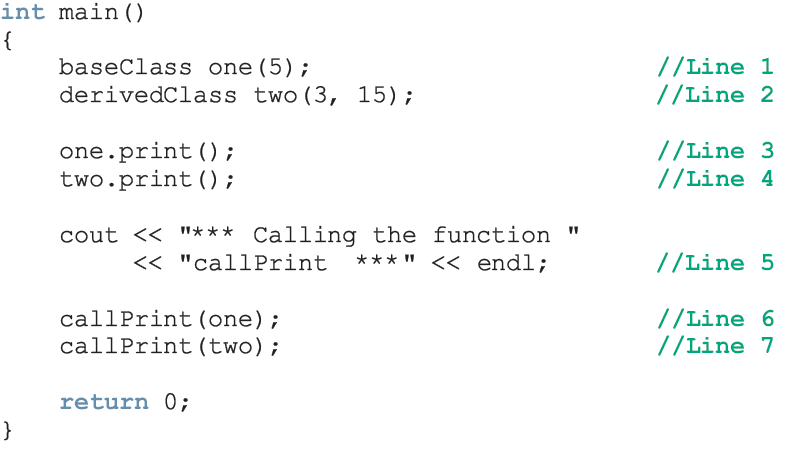 int main()
{
    baseClass one(5);                       //Line 1
    derivedClass two(3, 15);                //Line 2

    one.print();                            //Line 3
    two.print();                            //Line 4

    cout << "*** Calling the function "
         << "callPrint  ***" << endl;       //Line 5

    callPrint(one);                         //Line 6
    callPrint(two);                         //Line 7

    return 0;
}